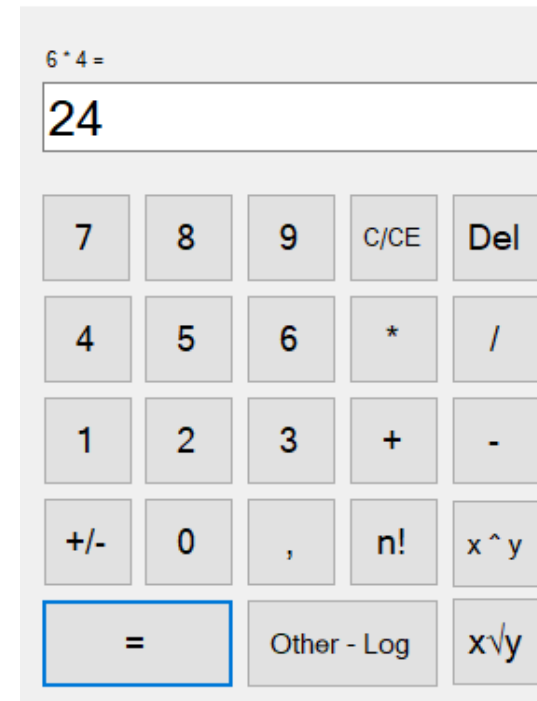 6 * 4 =
24
7 8 9 C/CE Del
4 5 6 * /
1 2 3 + -
+/- 0 , n! x ^ y
= Other - Log x√y